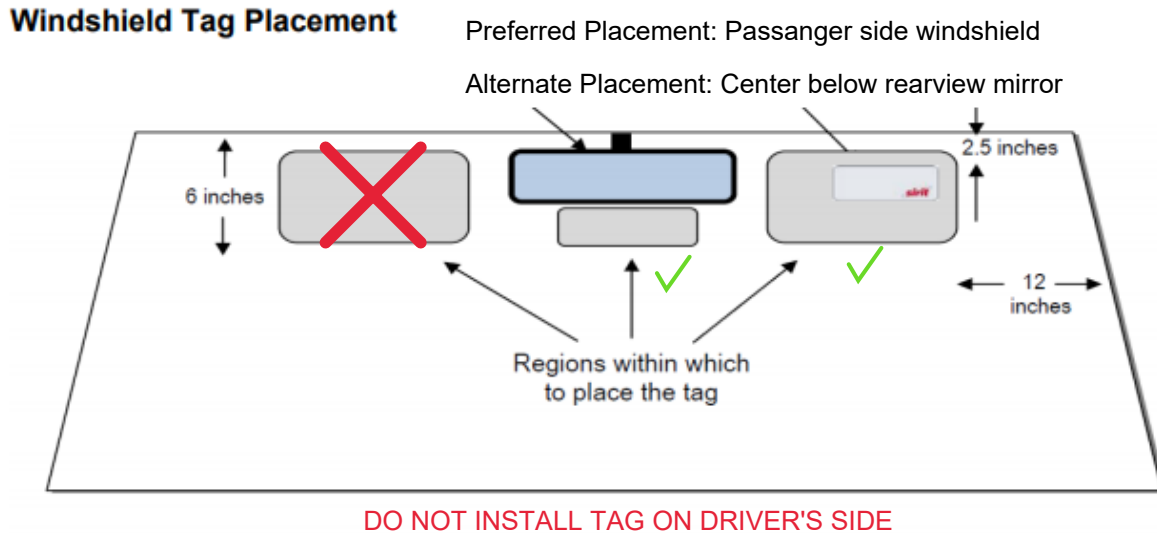 Windshield Tag Placement
Preferred Placement: Passanger side windshield
Alternate Placement: Center below rearview mirror
2.5 inches
6 inches
sirit
12
inches
Regions within which
to place the tag
DO NOT INSTALL TAG ON DRIVER'S SIDE